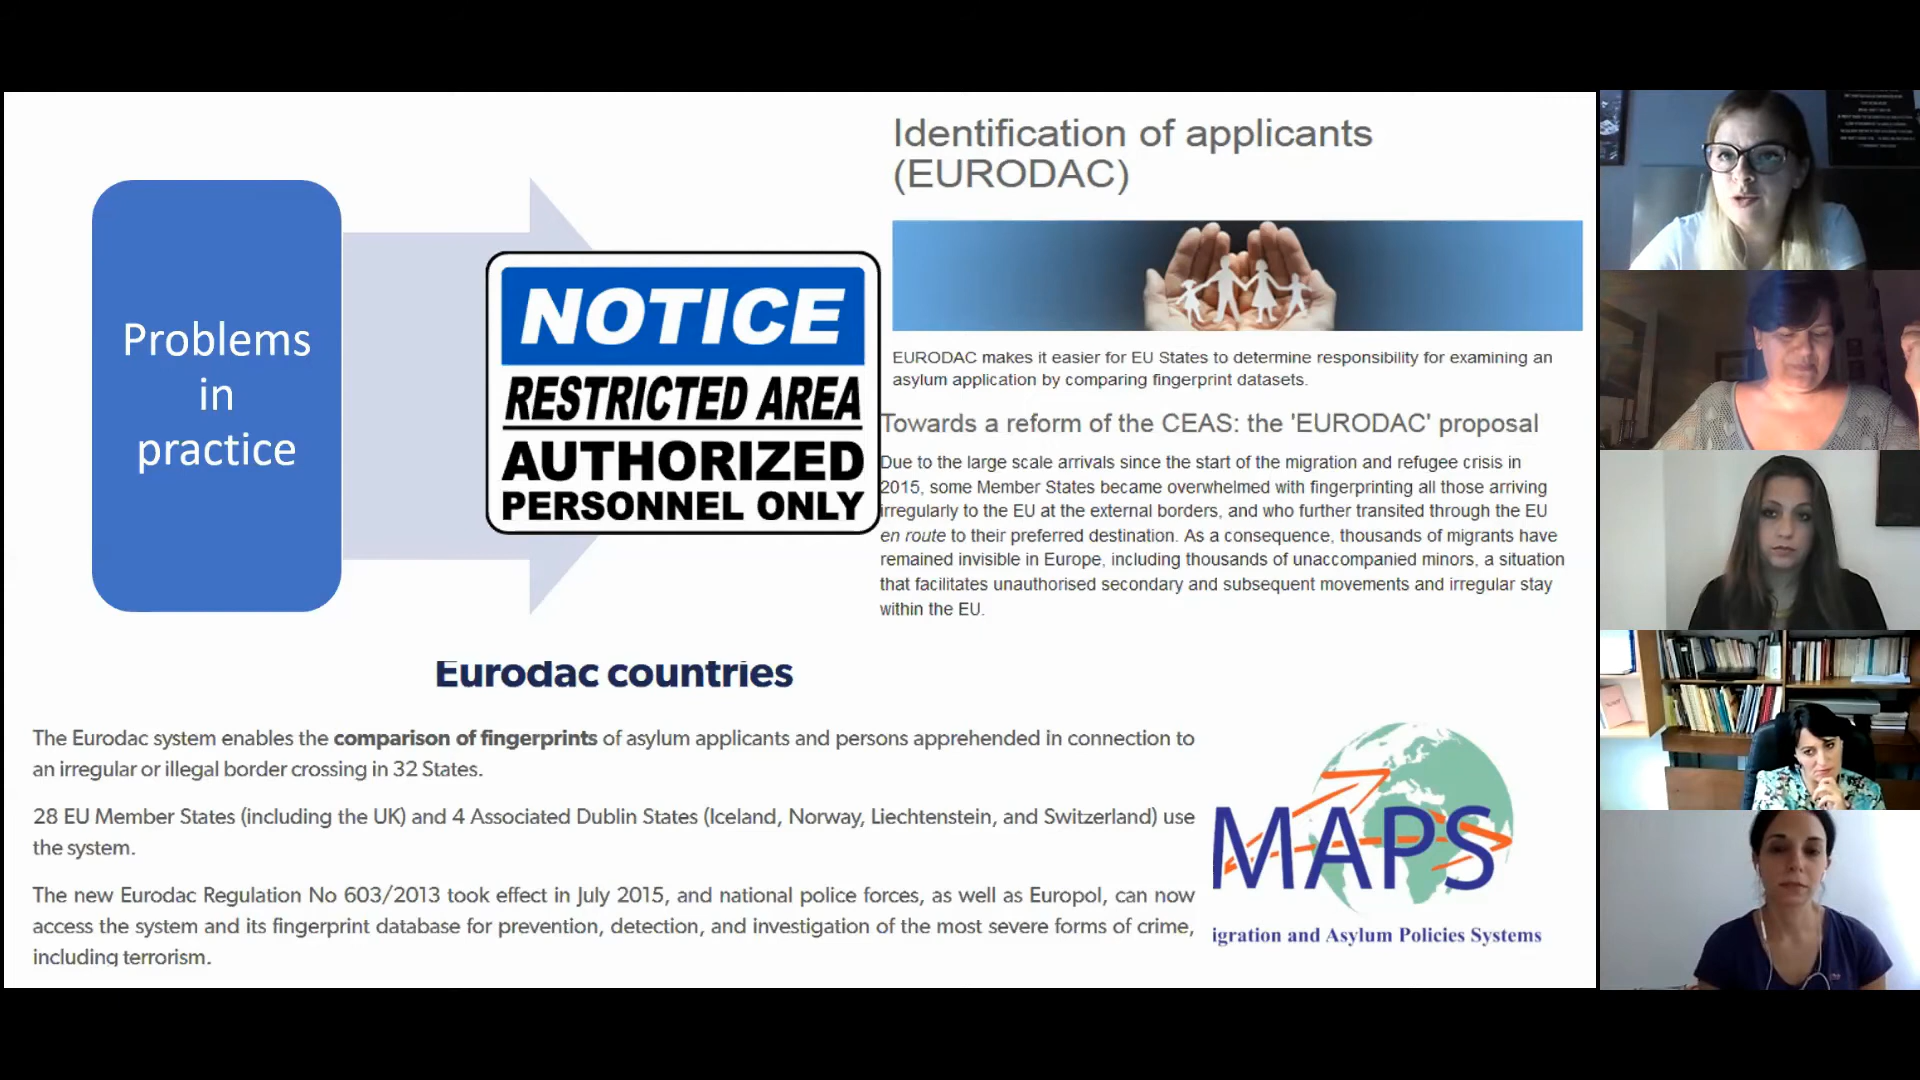 Problems
in
practice
NOTICE
RESTRICTED AREA
AUTHORIZED
PERSONNEL ONLY
Identification of applicants
(EURODAC)
EURODAC makes it easier for EU States to determine responsibility for examining an
asylum application by comparing fingerprint datasets.
Towards a reform of the CEAS: the 'EURODAC' proposal
Due to the large scale arrivals since the start of the migration and refugee crisis in
2015, some Member States became overwhelmed with fingerprinting all those arriving
irregularly to the EU at the external borders, and who further transited through the EU
en route to their preferred destination. As a consequence, thousands of migrants have
remained invisible in Europe, including thousands of unaccompanied minors, a situation
that facilitates unauthorised secondary and subsequent movements and irregular stay
within the EU.
Eurodac countries
The Eurodac system enables the comparison of fingerprints of asylum applicants and persons apprehended in connection to
an irregular or illegal border crossing in 32 States.
28 EU Member States (including the UK) and 4 Associated Dublin States (Iceland, Norway, Liechtenstein, and Switzerland) use
the system.
The new Eurodac Regulation No 603/2013 took effect in July 2015, and national police forces, as well as Europol, can now
access the system and its fingerprint database for prevention, detection, and investigation of the most severe forms of crime,
including terrorism.
MAPS
igration and Asylum Policies Systems